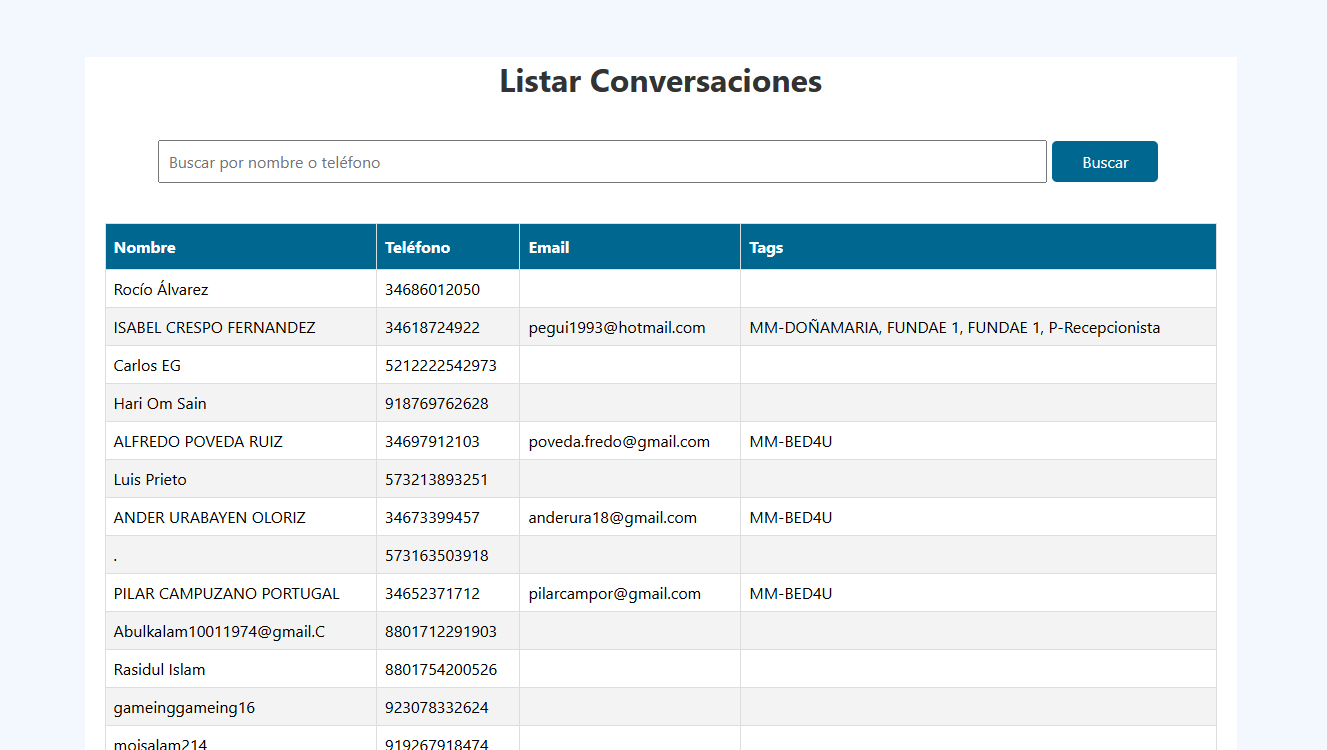 Listar Conversaciones
Buscar por nombre o teléfono Buscar
Nombre Teléfono Email Tags
Rocío Álvarez 34686012050
ISABEL CRESPO FERNANDEZ 34618724922 pegui1993@hotmail.com MM-DOÑAMARIA, FUNDAE 1, FUNDAE 1, P-Recepcionista
Carlos EG 5212222542973
Hari Om Sain 918769762628
ALFREDO POVEDA RUIZ 34697912103 poveda.fredo@gmail.com MM-BED4U
Luis Prieto 573213893251
ANDER URABAYEN OLORIZ 34673399457 anderura18@gmail.com MM-BED4U
. 573163503918
PILAR CAMPUZANO PORTUGAL 34652371712 pilarcampor@gmail.com MM-BED4U
Abulkalam10011974@gmail.C 8801712291903
Rasidul Islam 8801754200526
gameinggameing16 923078332624
moisalam214 919267918474